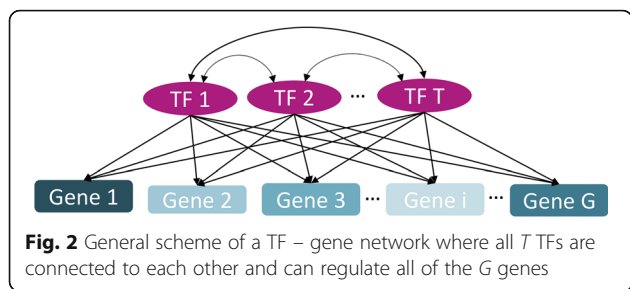 TF 1 TF 2 ... TF T
Gene 1 Gene 2 Gene 3 ... Gene i ... Gene G
Fig. 2 General scheme of a TF – gene network where all T TFs are
connected to each other and can regulate all of the G genes